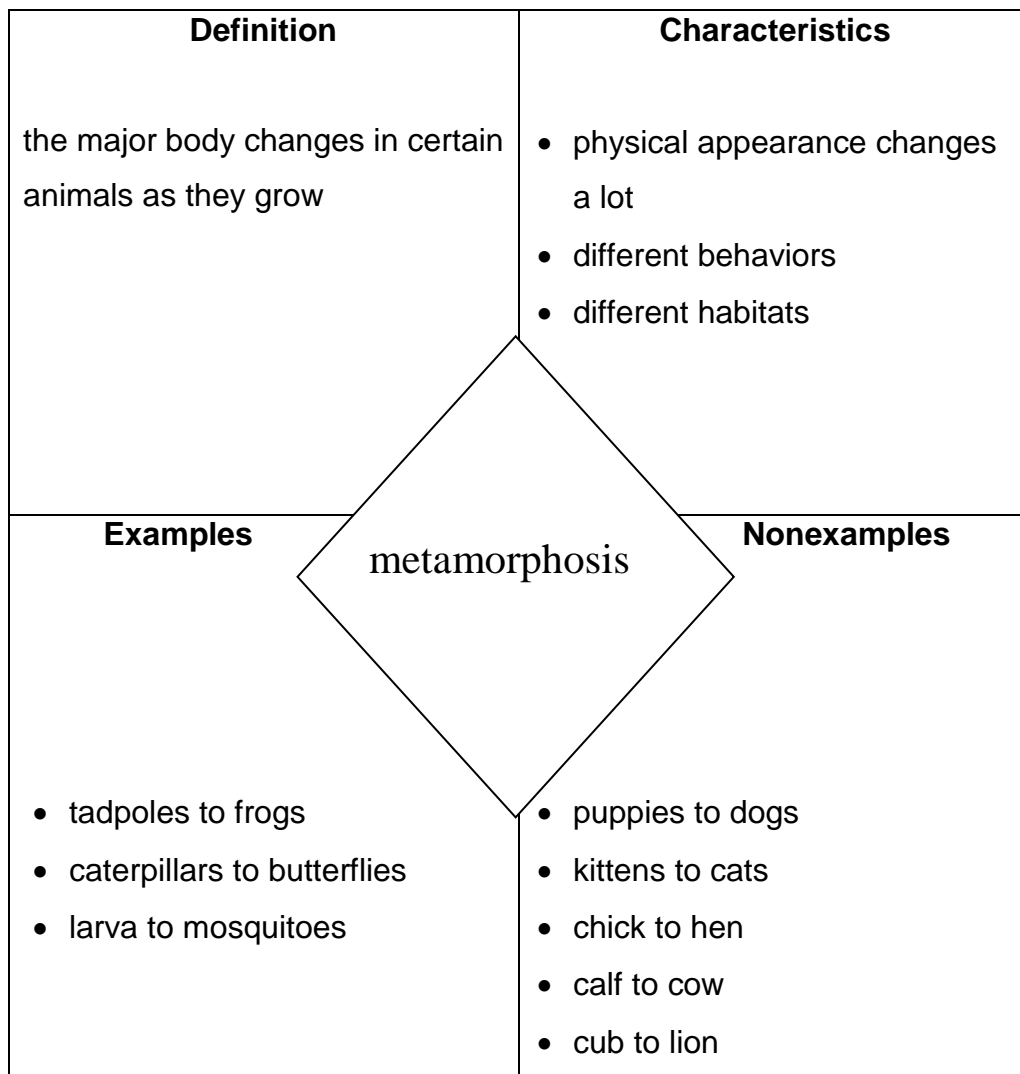 Definition
the major body changes in certain
animals as they grow
Characteristics
• physical appearance changes
a lot
• different behaviors
• different habitats
metamorphosis
Examples
• tadpoles to frogs
• caterpillars to butterflies
• larva to mosquitoes
Nonexamples
• puppies to dogs
• kittens to cats
• chick to hen
• calf to cow
• cub to lion